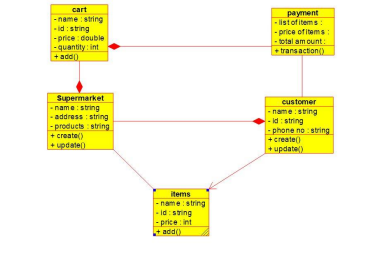 cart
- name : string
- id : string
- price : double
- quantity : int
+ add()
payment
- list of items :
- price of items :
- total amount :
+ transaction()
Supermarket
- name : string
- address : string
- products : string
+ create()
+ update()
customer
- name : string
- id : string
- phone no : string
+ create()
+ update()
items
- name : string
- id : string
- price : int
+ add()